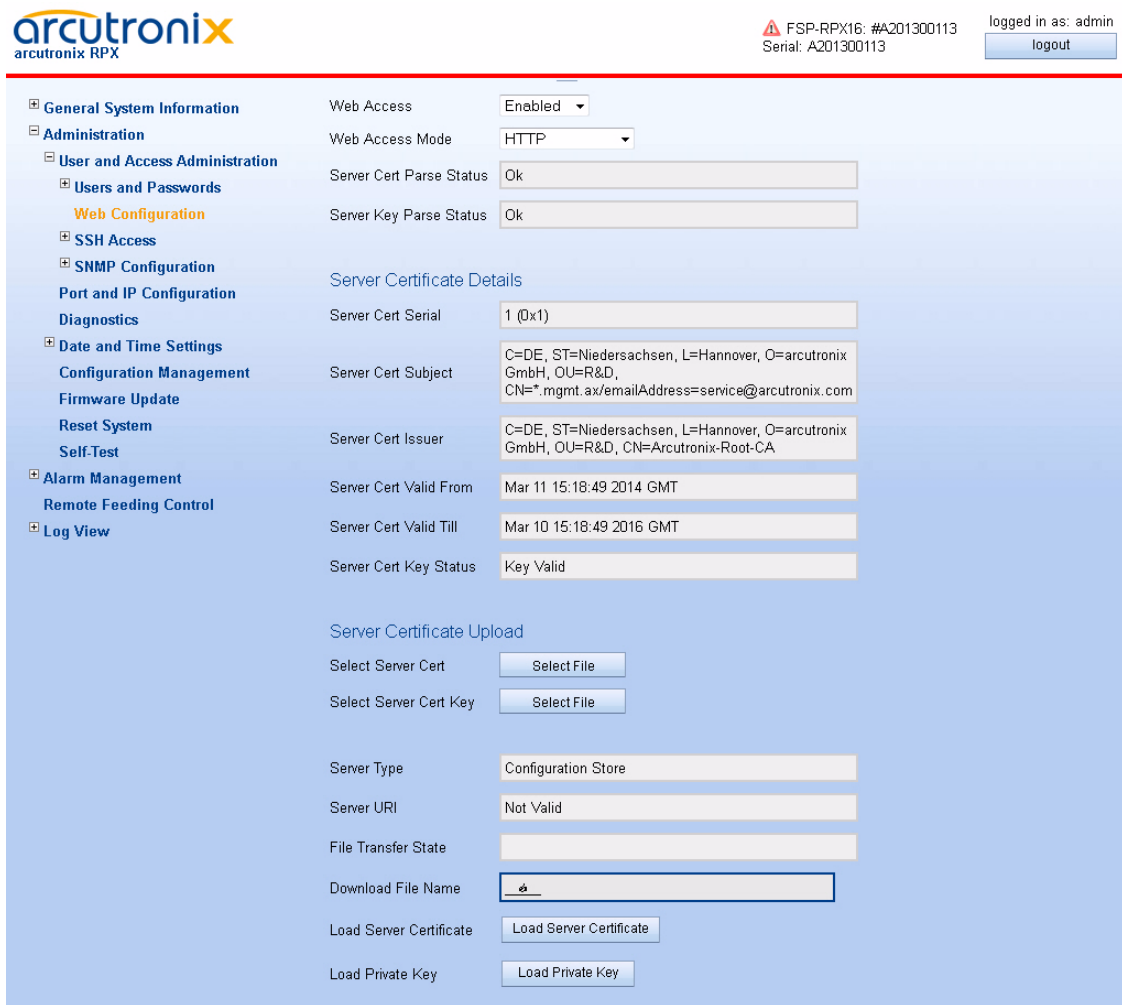 arcutronix
arcutronix RPX
FSP-RPX16: #A201300113
Serial: A201300113
logged in as: admin
logout
General System Information
Administration
User and Access Administration
Users and Passwords
Web Configuration
SSH Access
SNMP Configuration
Port and IP Configuration
Diagnostics
Date and Time Settings
Configuration Management
Firmware Update
Reset System
Self-Test
Alarm Management
Remote Feeding Control
Log View
Web Access Enabled
Web Access Mode HTTP
Server Cert Parse Status Ok
Server Key Parse Status Ok
Server Certificate Details
Server Cert Serial 1 (0x1)
Server Cert Subject C=DE, ST=Niedersachsen, L=Hannover, O=arcutronix
GmbH, OU=R&D,
CN=*.mgmt.ax/emailAddress=service@arcutronix.com
Server Cert Issuer C=DE, ST=Niedersachsen, L=Hannover, O=arcutronix
GmbH, OU=R&D, CN=Arcutronix-Root-CA
Server Cert Valid From Mar 11 15:18:49 2014 GMT
Server Cert Valid Till Mar 10 15:18:49 2016 GMT
Server Cert Key Status Key Valid
Server Certificate Upload
Select Server Cert Select File
Select Server Cert Key Select File
Server Type Configuration Store
Server URI Not Valid
File Transfer State
Download File Name
Load Server Certificate Load Server Certificate
Load Private Key Load Private Key